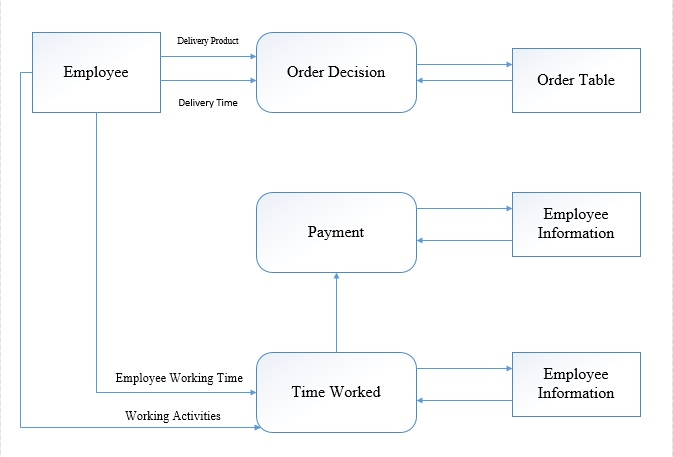 Delivery Product
Employee
Order Decision
Order Table
Delivery Time
Payment
Employee
Information
Employee Working Time
Time Worked
Employee
Information
Working Activities